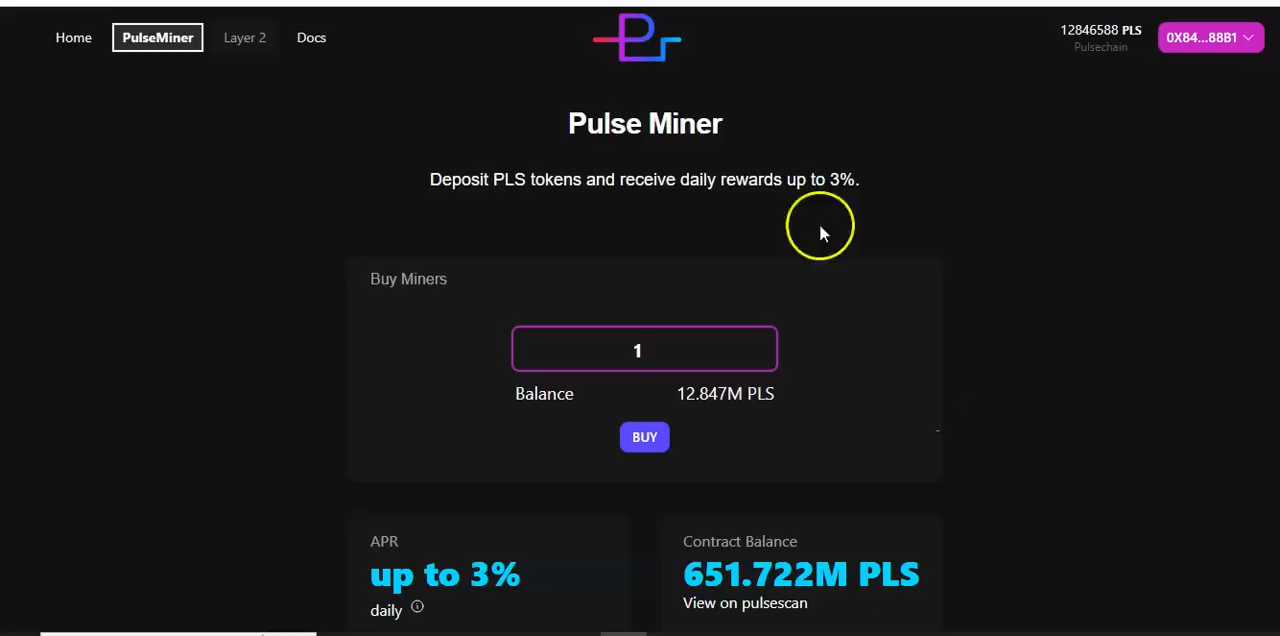 Home PulseMiner Layer 2 Docs
12846588 PLS
Pulsechain
0X84...88B1
Pulse Miner
Deposit PLS tokens and receive daily rewards up to 3%.
Buy Miners
1
Balance 12.847M PLS
BUY
APR
up to 3%
daily
Contract Balance
651.722M PLS
View on pulsescan